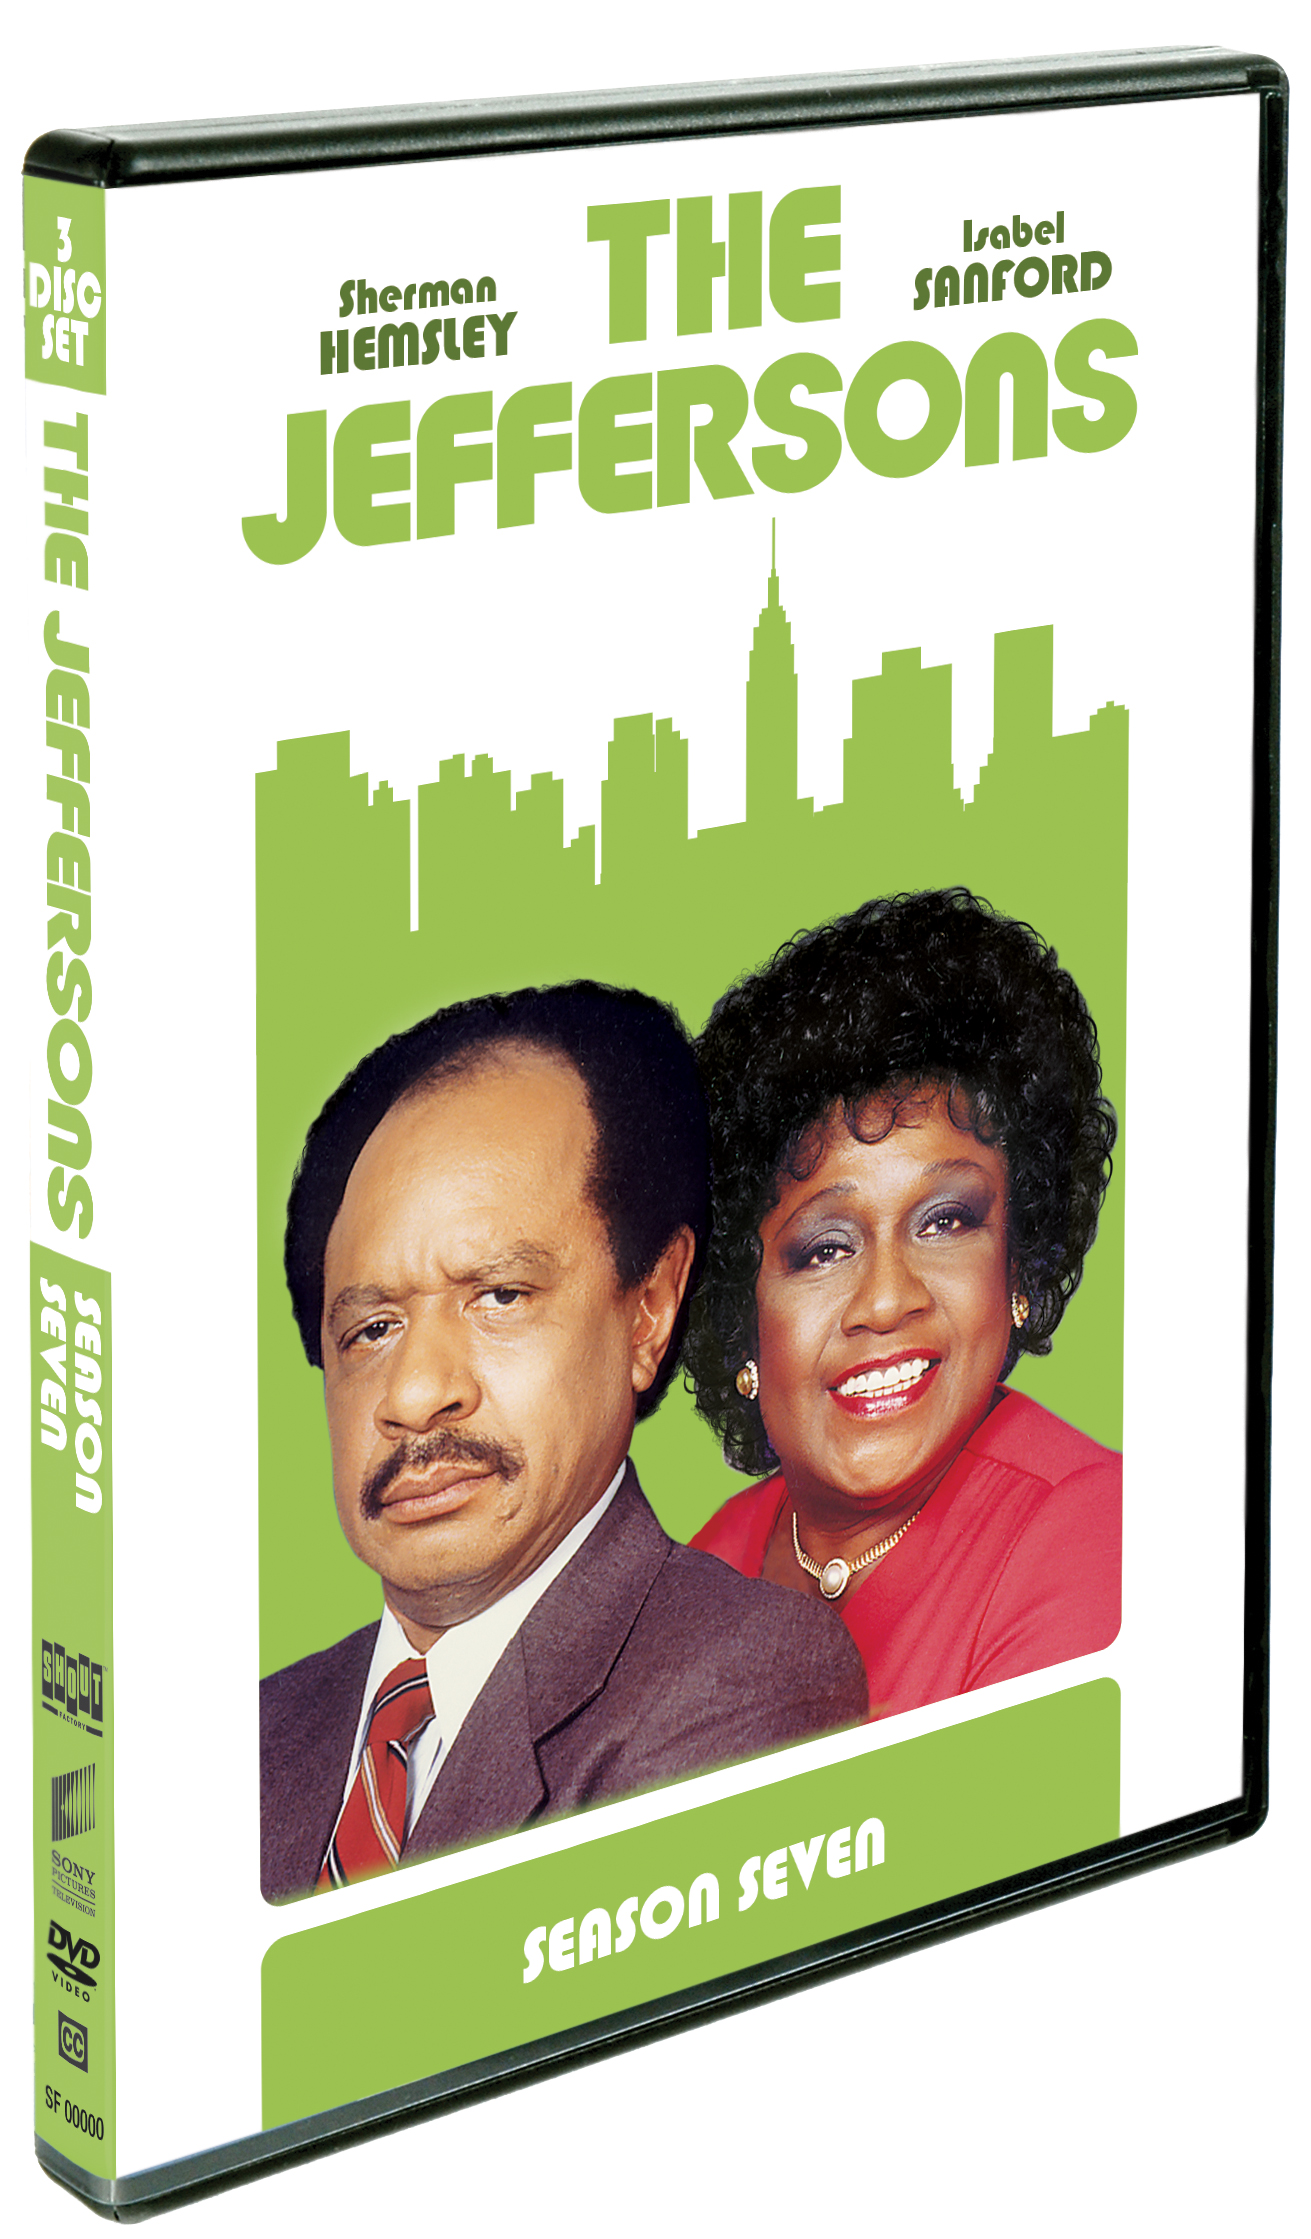 3
DISC
SET
THE JEFFERSONS
SEASON
SEVEN
SHOUT™
FACTORY
SONY
PICTURES
TELEVISION
DVD
VIDEO
CC
SF 00000
Sherman
HEMSLEY
THE
Isabel
SANFORD
JEFFERSONS
SEASON SEVEN